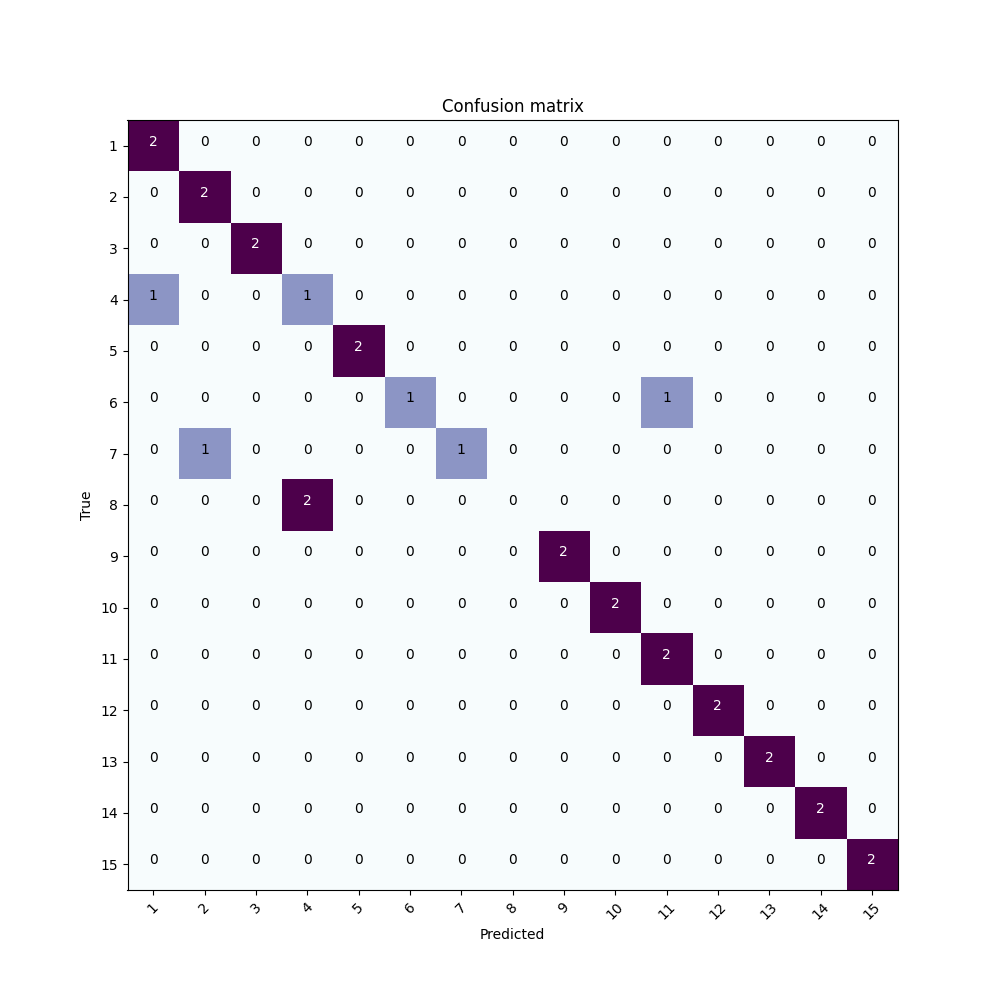 Confusion matrix
1 2 0 0 0 0 0 0 0 0 0 0 0 0 0 0
2 0 2 0 0 0 0 0 0 0 0 0 0 0 0 0
3 0 0 2 0 0 0 0 0 0 0 0 0 0 0 0
4 1 0 0 1 0 0 0 0 0 0 0 0 0 0 0
5 0 0 0 0 2 0 0 0 0 0 0 0 0 0 0
6 0 0 0 0 0 1 0 0 0 0 1 0 0 0 0
7 0 1 0 0 0 0 1 0 0 0 0 0 0 0 0
True
8 0 0 0 2 0 0 0 0 0 0 0 0 0 0 0
9 0 0 0 0 0 0 0 0 2 0 0 0 0 0 0
10 0 0 0 0 0 0 0 0 0 2 0 0 0 0 0
11 0 0 0 0 0 0 0 0 0 0 2 0 0 0 0
12 0 0 0 0 0 0 0 0 0 0 0 2 0 0 0
13 0 0 0 0 0 0 0 0 0 0 0 0 2 0 0
14 0 0 0 0 0 0 0 0 0 0 0 0 0 2 0
15 0 0 0 0 0 0 0 0 0 0 0 0 0 0 2
1 2 3 4 5 6 7 8 9 10 11 12 13 14 15
Predicted